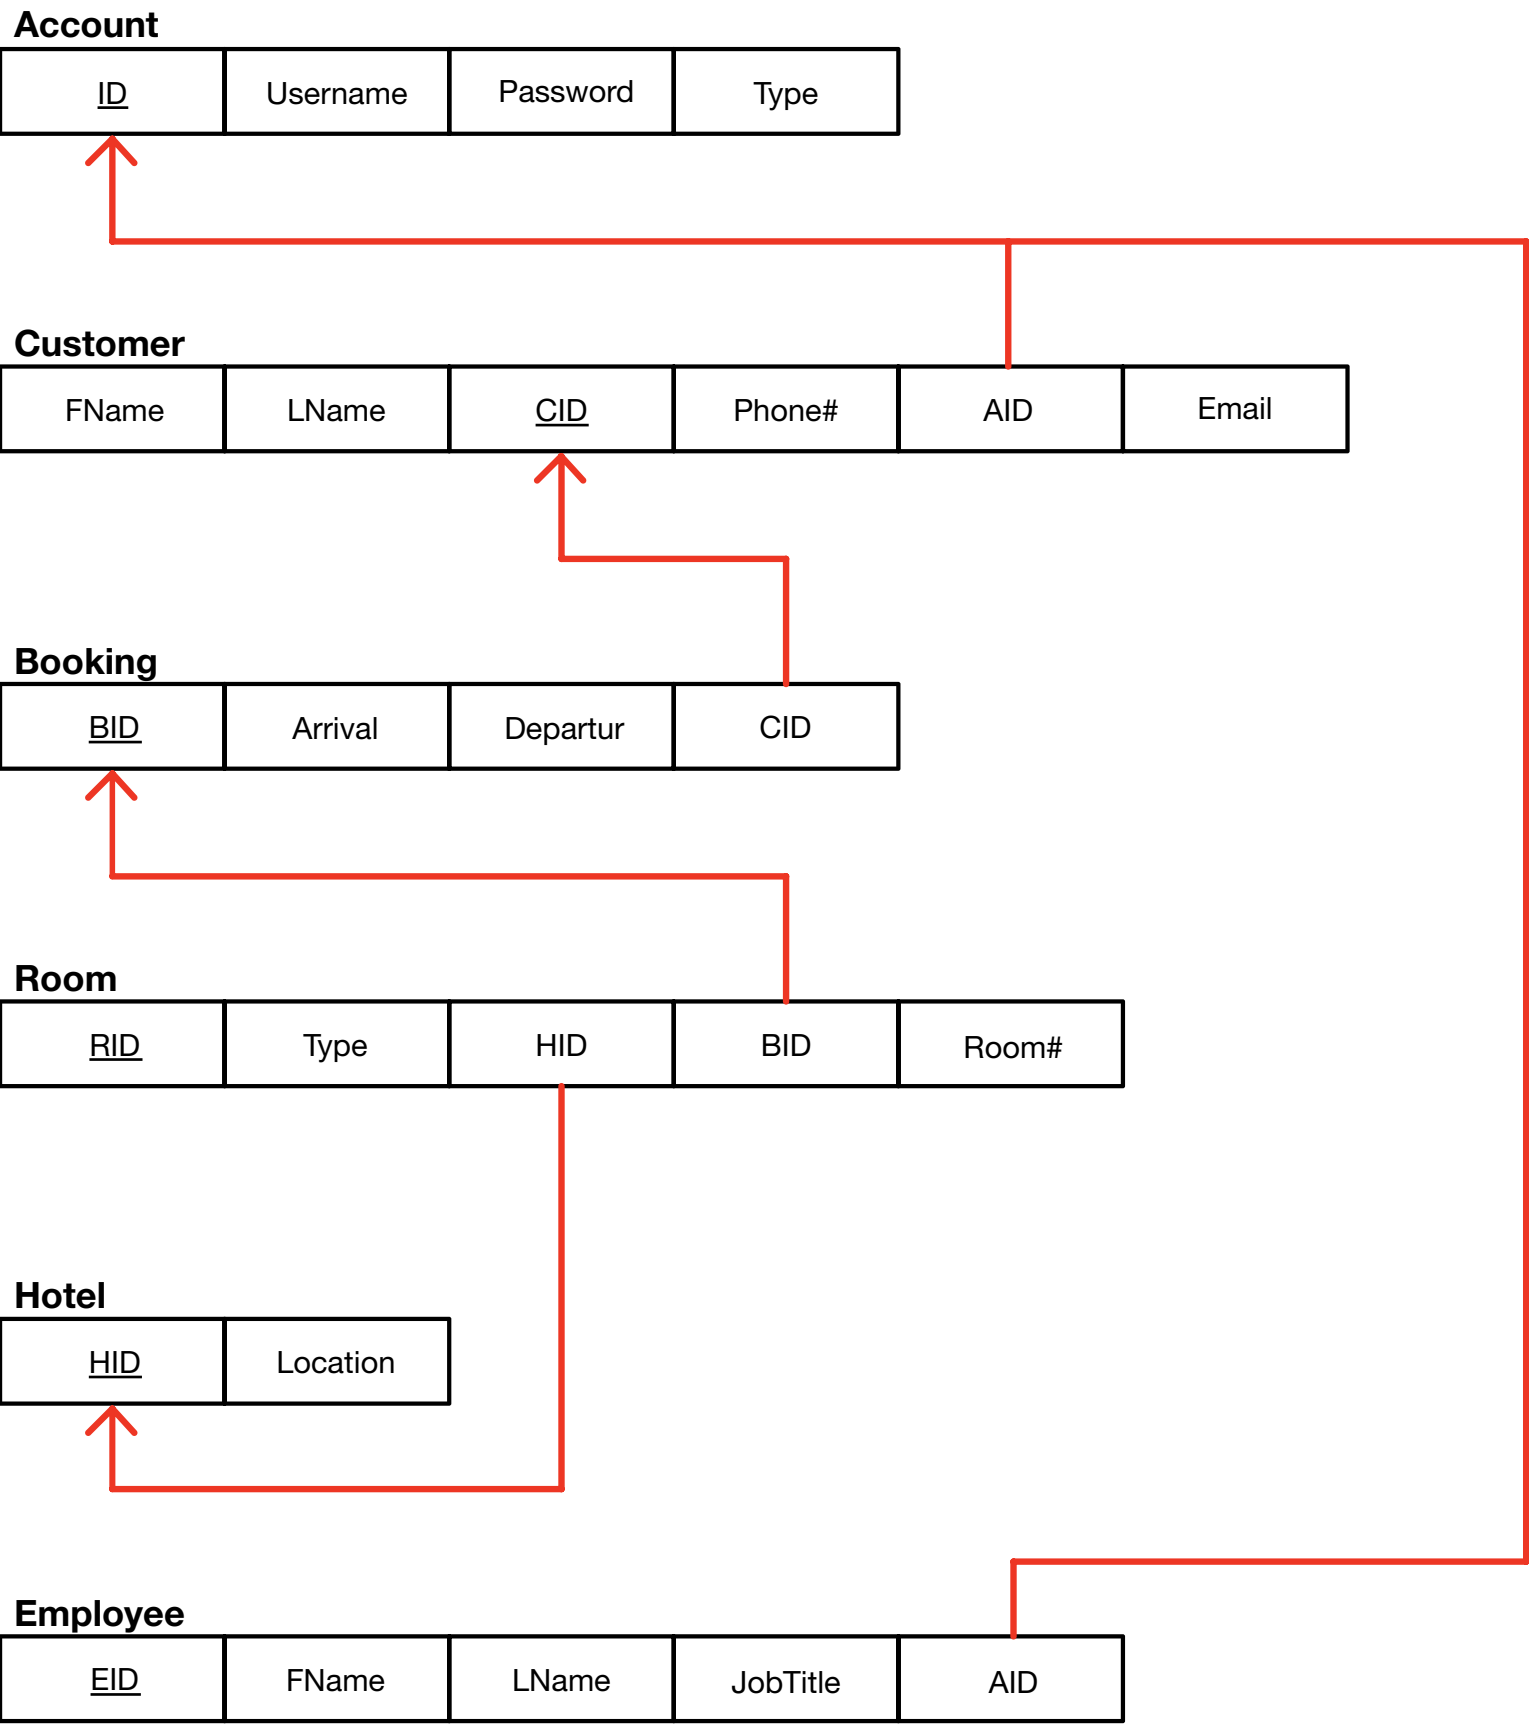 Account
ID Username Password Type
Customer
FName LName CID Phone# AID Email
Booking
BID Arrival Departur CID
Room
RID Type HID BID Room#
Hotel
HID Location
Employee
EID FName LName JobTitle AID